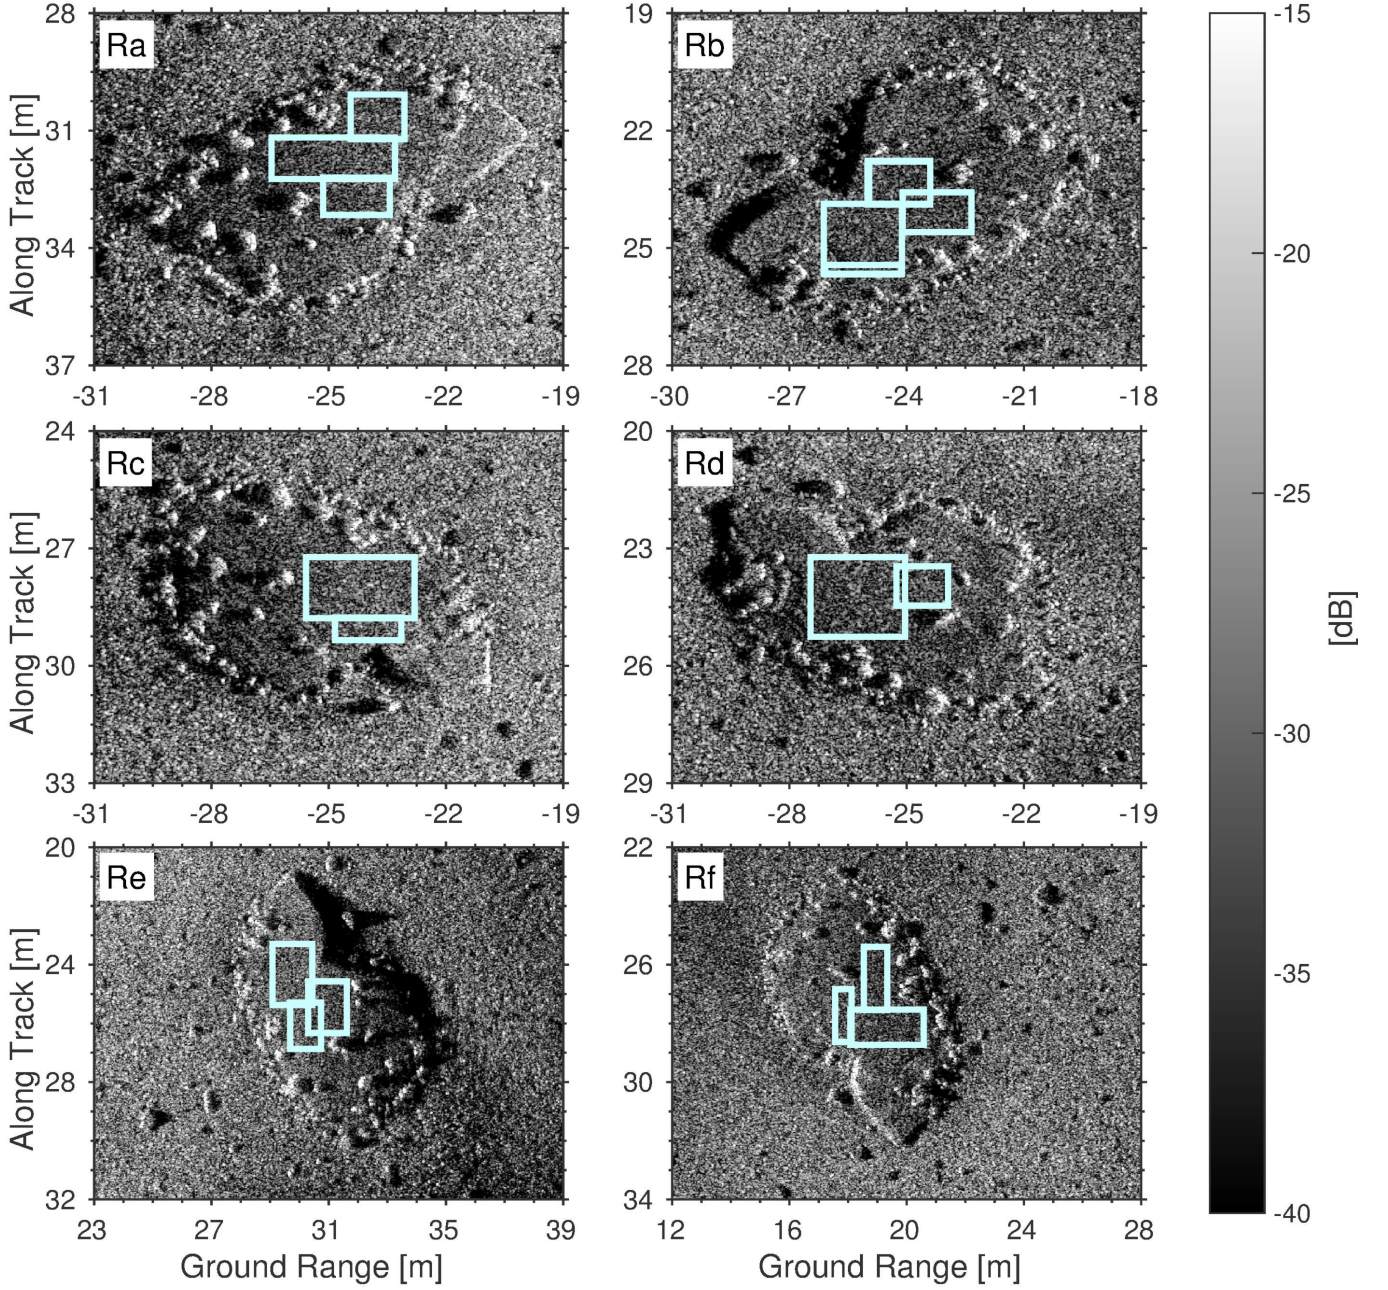 28
31
34
37
Along Track [m]
Ra
-31 -28 -25 -22 -19
19
22
25
28
Rb
-30 -27 -24 -21 -18
24
27
30
33
Along Track [m]
Rc
-31 -28 -25 -22 -19
20
23
26
29
Rd
-31 -28 -25 -22 -19
20
24
28
32
Along Track [m]
Re
23 27 31 35 39
Ground Range [m]
22
26
30
34
Rf
12 16 20 24 28
Ground Range [m]
-15
-20
-25
-30
-35
-40
[dB]